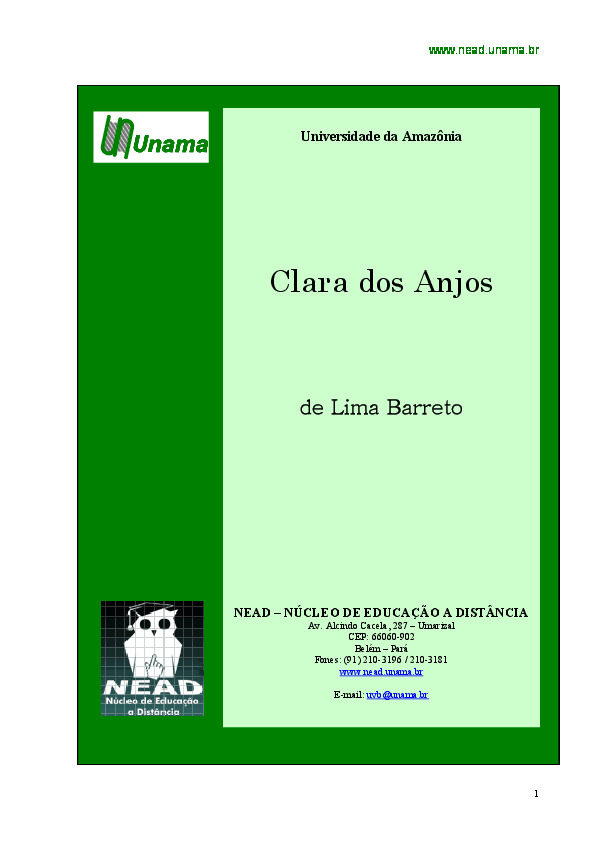 www.nead.unama.br
Unama
Universidade da Amazônia
Clara dos Anjos
de Lima Barreto
NEAD – NÚCLEO DE EDUCAÇÃO A DISTÂNCIA
Av. Alcindo Cacela, 287 – Umarizal
CEP: 66060-902
Belém – Pará
Fones: (91) 210-3196 / 210-3181
www.nead.unama.br
E-mail: uvb@unama.br
NEAD
Núcleo de Educação
a Distância
1